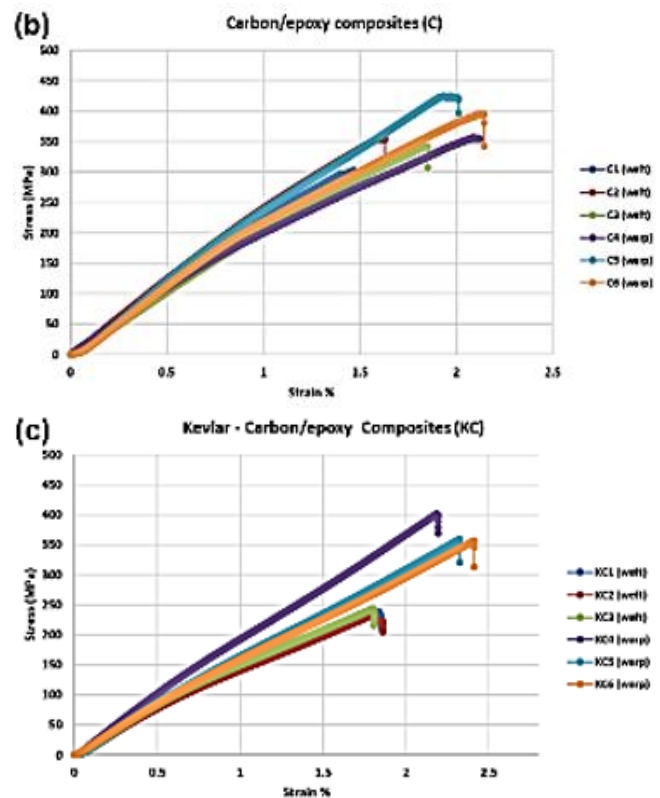 (b)
Carbon/epoxy composites (C)
500
450
400
350
300
250
200
150
100
50
0
Stress (MPa)
0
0.5
1
1.5
2
2.5
Strain %
C1 (weft)
C2 (weft)
C3 (weft)
C4 (warp)
C5 (warp)
C6 (warp)
(c)
Kevlar - Carbon/epoxy Composites (KC)
500
450
400
350
300
250
200
150
100
50
0
Stress (MPa)
0
0.5
1
1.5
2
2.5
Strain %
KC1 (weft)
KC2 (weft)
KC3 (weft)
KC4 (warp)
KC5 (warp)
KC6 (warp)